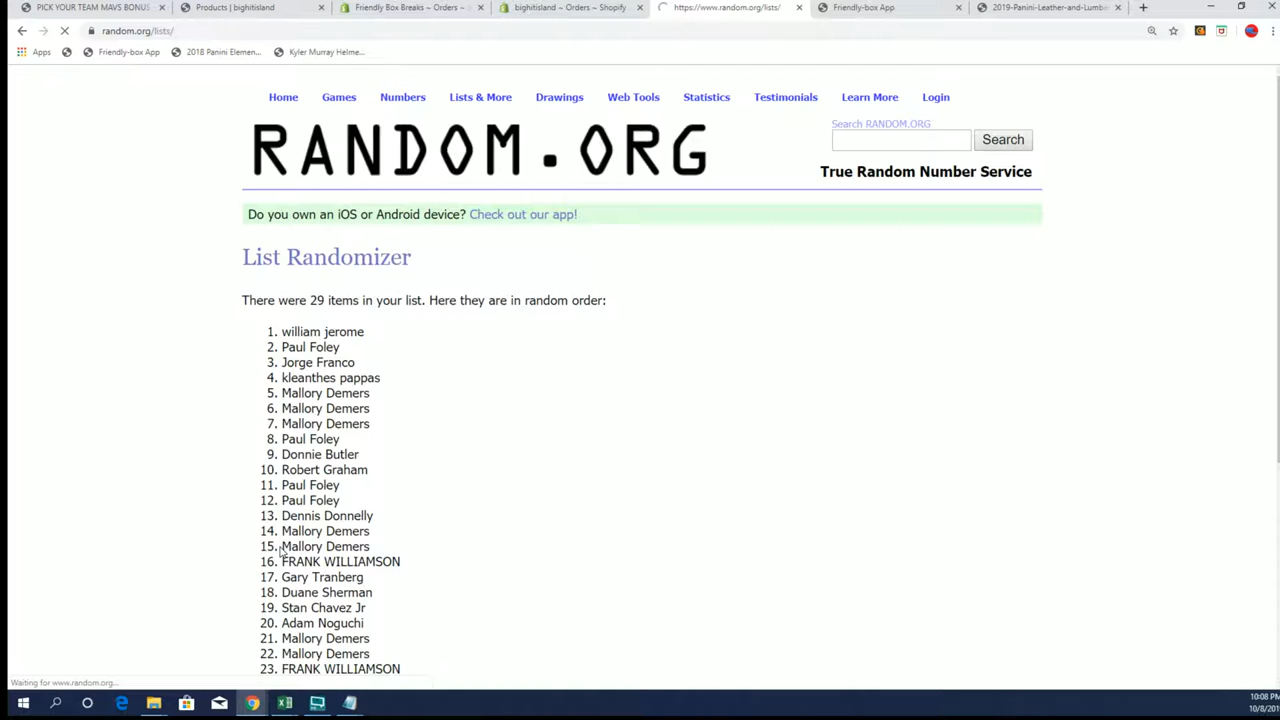 PICK YOUR TEAM MAVS BONUS
Products | bighitisland
Friendly Box Breaks ~ Orders ~
bighitisland ~ Orders ~ Shopify
https://www.random.org/lists/
Friendly-box App
2019-Panini-Leather-and-Lumber
random.org/lists/
Apps
Friendly-box App
2018 Panini Elemen...
Kyler Murray Helme...
Home
Games
Numbers
Lists & More
Drawings
Web Tools
Statistics
Testimonials
Learn More
Login
RANDOM.ORG
Search RANDOM.ORG
Search
True Random Number Service
Do you own an iOS or Android device? Check out our app!
List Randomizer
There were 29 items in your list. Here they are in random order:
1. william jerome
2. Paul Foley
3. Jorge Franco
4. kleanthes pappas
5. Mallory Demers
6. Mallory Demers
7. Mallory Demers
8. Paul Foley
9. Donnie Butler
10. Robert Graham
11. Paul Foley
12. Paul Foley
13. Dennis Donnelly
14. Mallory Demers
15. Mallory Demers
16. FRANK WILLIAMSON
17. Gary Tranberg
18. Duane Sherman
19. Stan Chavez Jr
20. Adam Noguchi
21. Mallory Demers
22. Mallory Demers
23. FRANK WILLIAMSON
Waiting for www.random.org...
10:08 PM
10/8/201